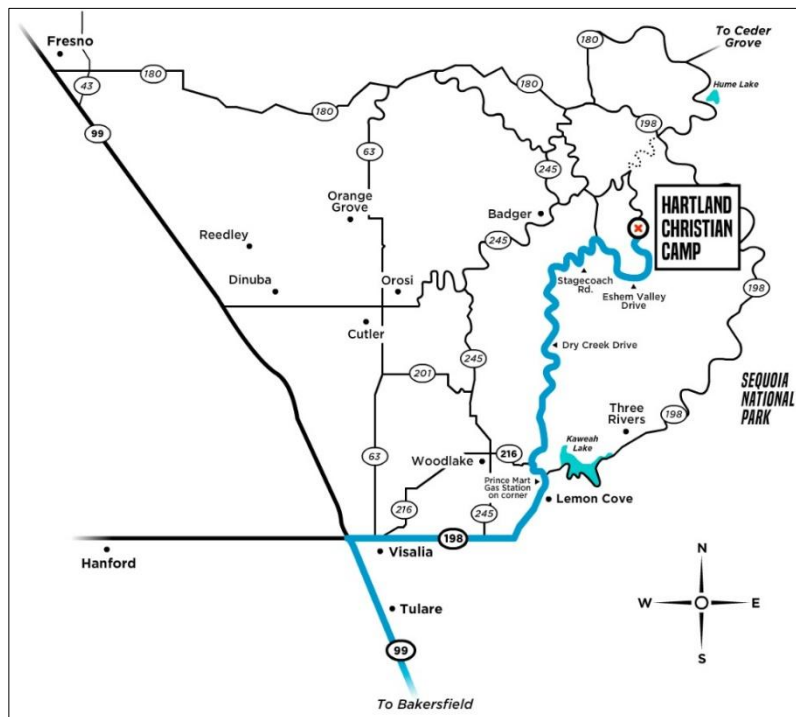 Fresno
To Ceder
Grove
180
43
180
180
180
Hume Lake
99
198
63
245
Orange
Grove
Badger
HARTLAND
CHRISTIAN
CAMP
Reedley
245
Dinuba
Orosi
Stagecoach
Rd.
Eshem Valley
Drive
198
Cutler
Dry Creek Drive
245
201
SEQUOIA
NATIONAL
PARK
Three
Rivers
198
Kaweah
Lake
63
Woodlake
216
Prince Mart
Gas Station
on corner
Lemon Cove
216
245
198
Hanford
Visalia
Tulare
99
To Bakersfield
N
W
E
S